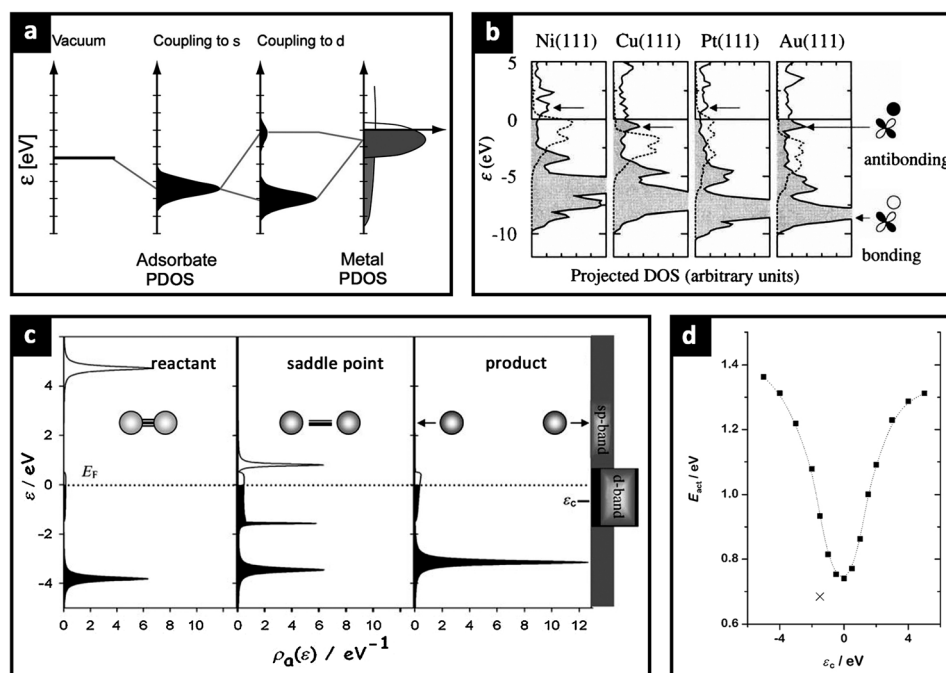 a
Vacuum
Coupling to s
Coupling to d
ε [eV]
Adsorbate
PDOS
Metal
PDOS
b
Ni(111)
Cu(111)
Pt(111)
Au(111)
5
0
-5
-10
ε (eV)
antibonding
bonding
Projected DOS (arbitrary units)
c
reactant
saddle point
product
sp-band
d-band
E_F
ε_c
ε / eV
4
2
0
-2
-4
0 2 4 6 8 10 12
0 2 4 6 8 10 12
0 2 4 6 8 10 12
ρ_a(ε) / eV⁻¹
d
1.4
1.2
1.0
0.8
0.6
E_act / eV
-4 0 4
ε_c / eV